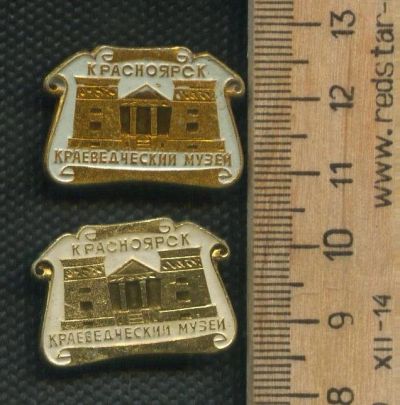 КРАСНОЯРСК
КРАЕВЕДЧЕСКИЙ МУЗЕЙ
КРАСНОЯРСК
КРАЕВЕДЧЕСКИЙ МУЗЕЙ
13
12
11
10
9
8
www.redstar-
XII-14